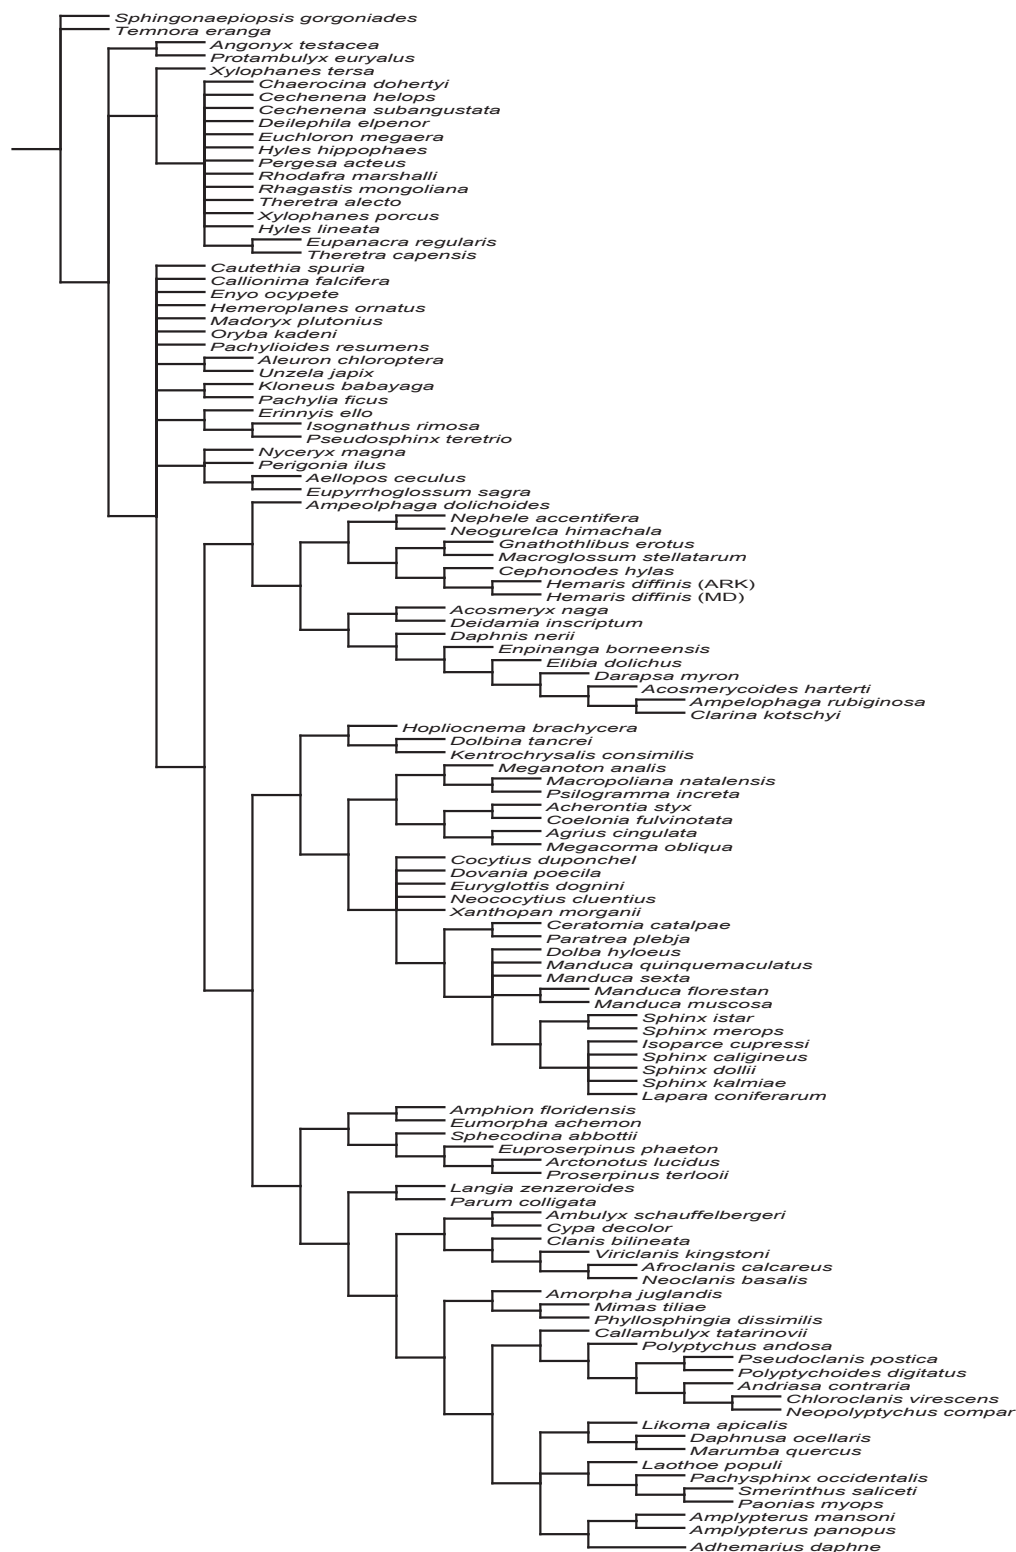 Sphingonaepiopsis gorgoniades
Temnora eranga
Angonyx testacea
Protambulyx euryalus
Xylophanes tersa
Chaerocina dohertyi
Cechenena helops
Cechenena subangustata
Deilephila elpenor
Euchloron megaera
Hyles hippophaes
Pergesa acteus
Rhodafra marshalli
Rhagastis mongoliana
Theretra alecto
Xylophanes porcus
Hyles lineata
Eupanacra regularis
Theretra capensis
Cautethia spuria
Callionima falcifera
Enyo ocypete
Hemeroplanes ornatus
Madoryx plutonius
Oryba kadeni
Pachylioides resumens
Aleuron chloroptera
Unzela japix
Kloneus babayaga
Pachylia ficus
Erinnyis ello
Isognathus rimosa
Pseudosphinx teretrio
Nyceryx magna
Perigonia ilus
Aellopos ceculus
Eupyrrhoglossum sagra
Ampeolphaga dolichoides
Nephele accentifera
Neogurelca himachala
Gnathothlibus erotus
Macroglossum stellatarum
Cephonodes hylas
Hemaris diffinis (ARK)
Hemaris diffinis (MD)
Acosmeryx naga
Deidamia inscriptum
Daphnis nerii
Enpinanga borneensis
Elibia dolichus
Darapsa myron
Acosmerycoides harterti
Ampelophaga rubiginosa
Clarina kotschyi
Hopliocnema brachycera
Dolbina tancrei
Kentrochrysalis consimilis
Meganoton analis
Macropoliana natalensis
Psilogramma increta
Acherontia styx
Coelonia fulvinotata
Agrius cingulata
Megacorma obliqua
Cocytius duponchel
Dovania poecila
Euryglottis dognini
Neococytius cluentius
Xanthopan morganii
Ceratomia catalpae
Paratrea plebja
Dolba hyloeus
Manduca quinquemaculatus
Manduca sexta
Manduca florestan
Manduca muscosa
Sphinx istar
Sphinx merops
Isoparce cupressi
Sphinx caligineus
Sphinx dollii
Sphinx kalmiae
Lapara coniferarum
Amphion floridensis
Eumorpha achemon
Sphecodina abbottii
Euproserpinus phaeton
Arctonotus lucidus
Proserpinus terlooii
Langia zenzeroides
Parum colligata
Ambulyx schauffelbergeri
Cypa decolor
Clanis bilineata
Viriclanis kingstoni
Afroclanis calcareus
Neoclanis basalis
Amorpha juglandis
Mimas tiliae
Phyllosphingia dissimilis
Callambulyx tatarinovii
Polyptychus andosa
Pseudoclanis postica
Polyptychoides digitatus
Andriasa contraria
Chloroclanis virescens
Neopolyptychus compar
Likoma apicalis
Daphnusa ocellaris
Marumba quercus
Laothoe populi
Pachysphinx occidentalis
Smerinthus saliceti
Paonias myops
Amplypterus mansoni
Amplypterus panopus
Adhemarius daphne